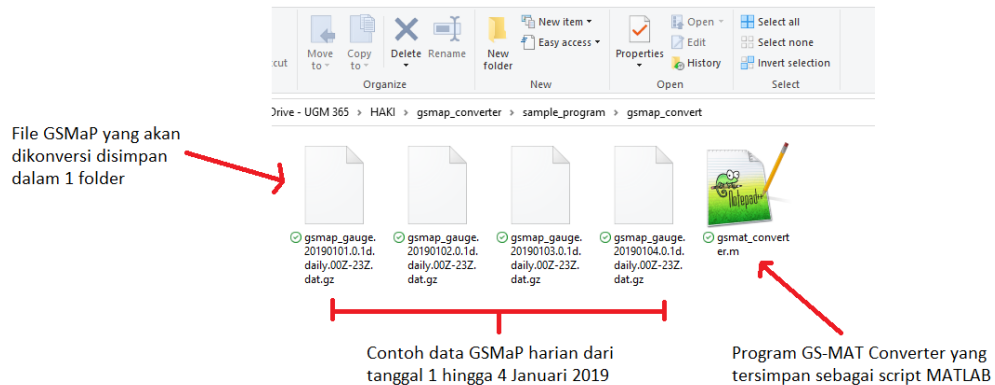 cut
Move
to
Copy
to
Delete
Rename
Organize
New
folder
New item
Easy access
New
Properties
Open
Edit
History
Open
Select all
Select none
Invert selection
Select
Drive - UGM 365 > HAKI > gsmap_converter > sample_program > gsmap_convert
File GSMaP yang akan
dikonversi disimpan
dalam 1 folder
gsmap_gauge.
20190101.0.1d.
daily.00Z-23Z.
dat.gz
gsmap_gauge.
20190102.0.1d.
daily.00Z-23Z.
dat.gz
gsmap_gauge.
20190103.0.1d.
daily.00Z-23Z.
dat.gz
gsmap_gauge.
20190104.0.1d.
daily.00Z-23Z.
dat.gz
Notepad++
gsmat_convert
er.m
Contoh data GSMaP harian dari
tanggal 1 hingga 4 Januari 2019
Program GS-MAT Converter yang
tersimpan sebagai script MATLAB